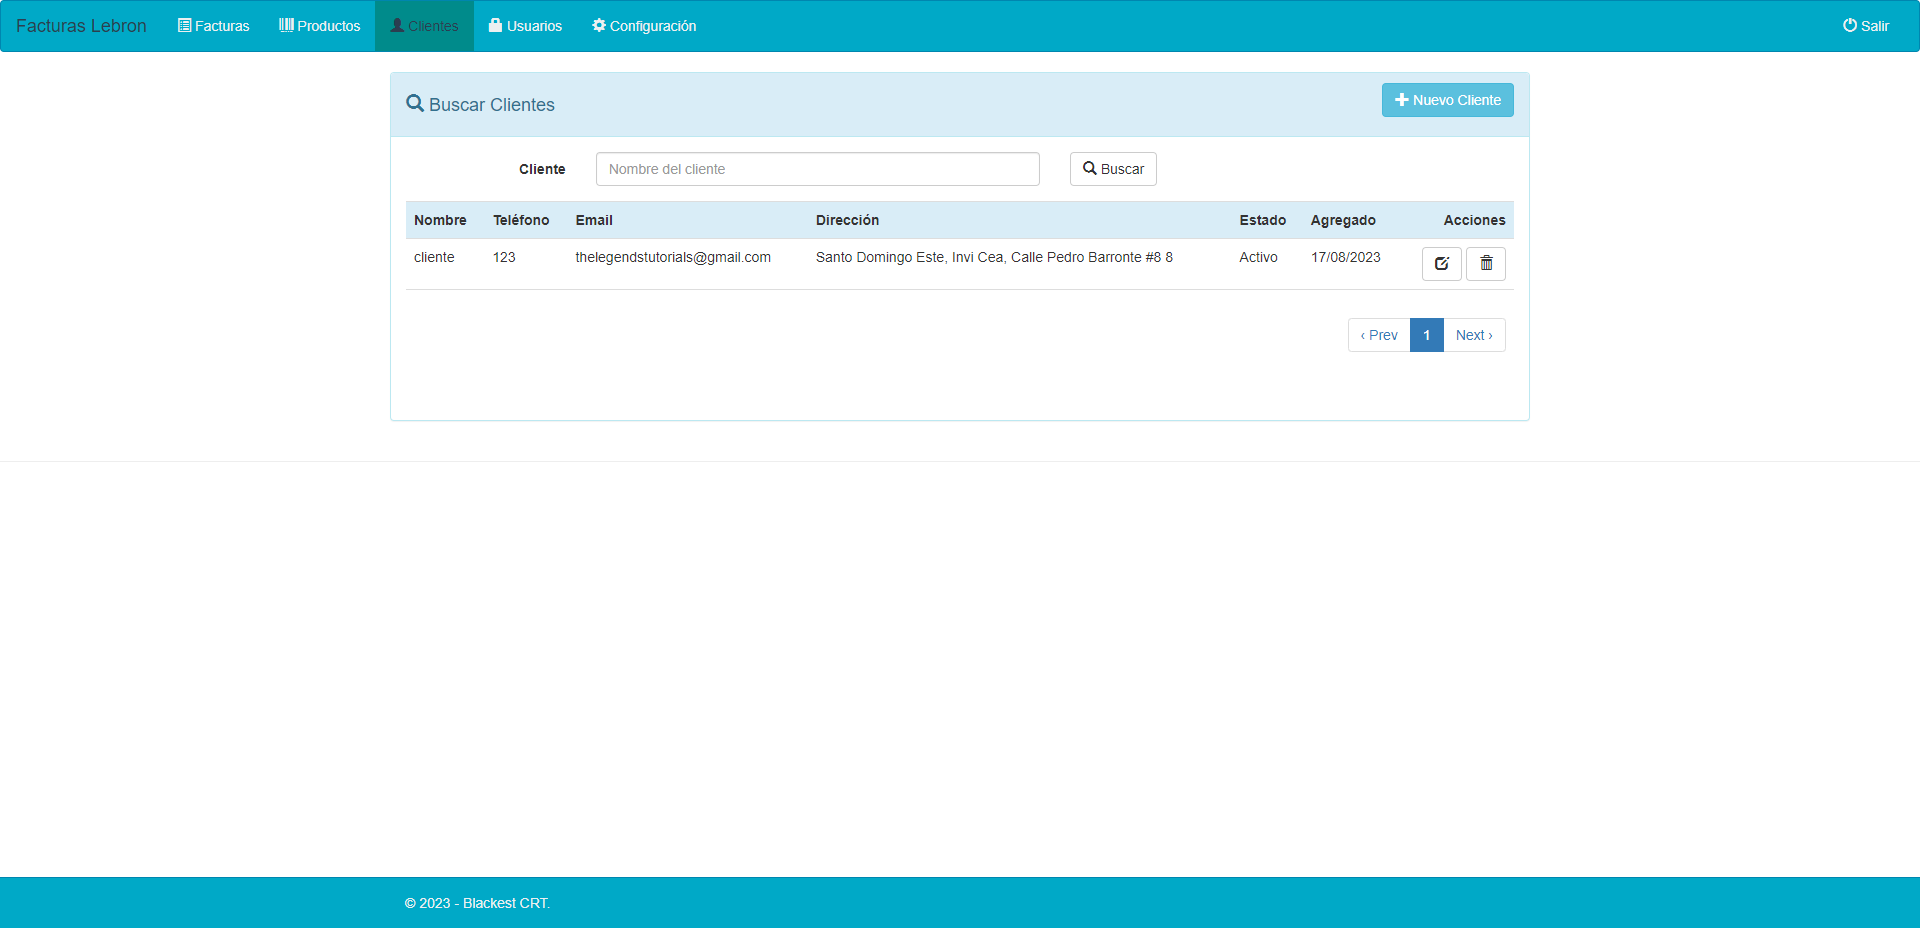 Facturas Lebron Facturas Productos Clientes Usuarios Configuración Salir
Buscar Clientes Nuevo Cliente
Cliente Nombre del cliente Buscar
Nombre Teléfono Email Dirección Estado Agregado Acciones
cliente 123 thelegendstutorials@gmail.com Santo Domingo Este, Invi Cea, Calle Pedro Barronte #8 8 Activo 17/08/2023
‹ Prev 1 Next ›
© 2023 - Blackest CRT.